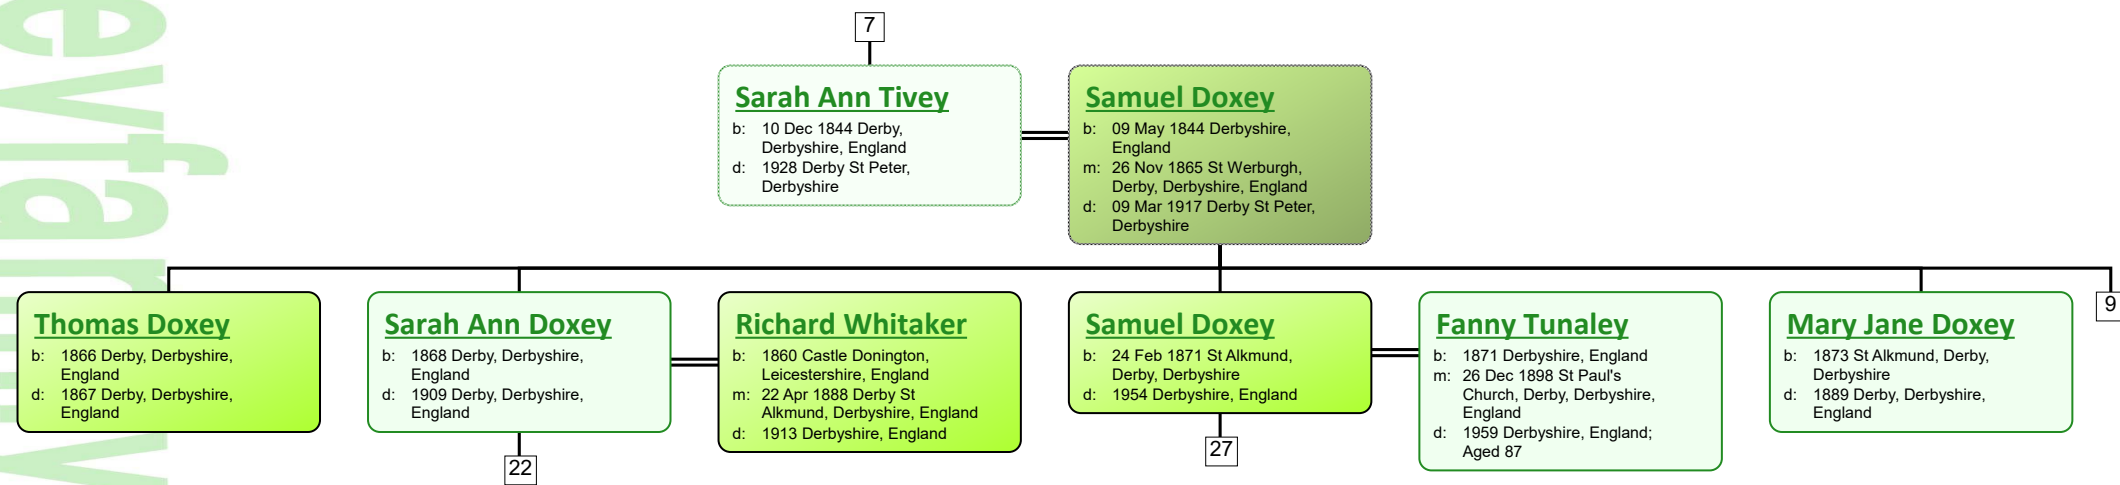 7
Sarah Ann Tivey
b: 10 Dec 1844 Derby,
Derbyshire, England
d: 1928 Derby St Peter,
Derbyshire
Samuel Doxey
b: 09 May 1844 Derbyshire,
England
m: 26 Nov 1865 St Werburgh,
Derby, Derbyshire, England
d: 09 Mar 1917 Derby St Peter,
Derbyshire
Thomas Doxey
b: 1866 Derby, Derbyshire,
England
d: 1867 Derby, Derbyshire,
England
Sarah Ann Doxey
b: 1868 Derby, Derbyshire,
England
d: 1909 Derby, Derbyshire,
England
22
Richard Whitaker
b: 1860 Castle Donington,
Leicestershire, England
m: 22 Apr 1888 Derby St
Alkmund, Derbyshire, England
d: 1913 Derbyshire, England
Samuel Doxey
b: 24 Feb 1871 St Alkmund,
Derby, Derbyshire
d: 1954 Derbyshire, England
27
Fanny Tunaley
b: 1871 Derbyshire, England
m: 26 Dec 1898 St Paul's
Church, Derby, Derbyshire,
England
d: 1959 Derbyshire, England;
Aged 87
Mary Jane Doxey
b: 1873 St Alkmund, Derby,
Derbyshire
d: 1889 Derby, Derbyshire,
England
9